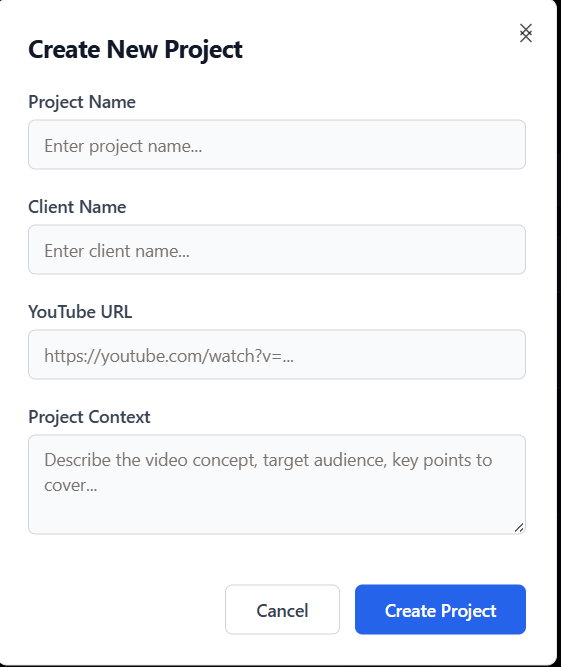 Create New Project
Project Name
Enter project name...
Client Name
Enter client name...
YouTube URL
https://youtube.com/watch?v=...
Project Context
Describe the video concept, target audience, key points to
cover...
Cancel
Create Project